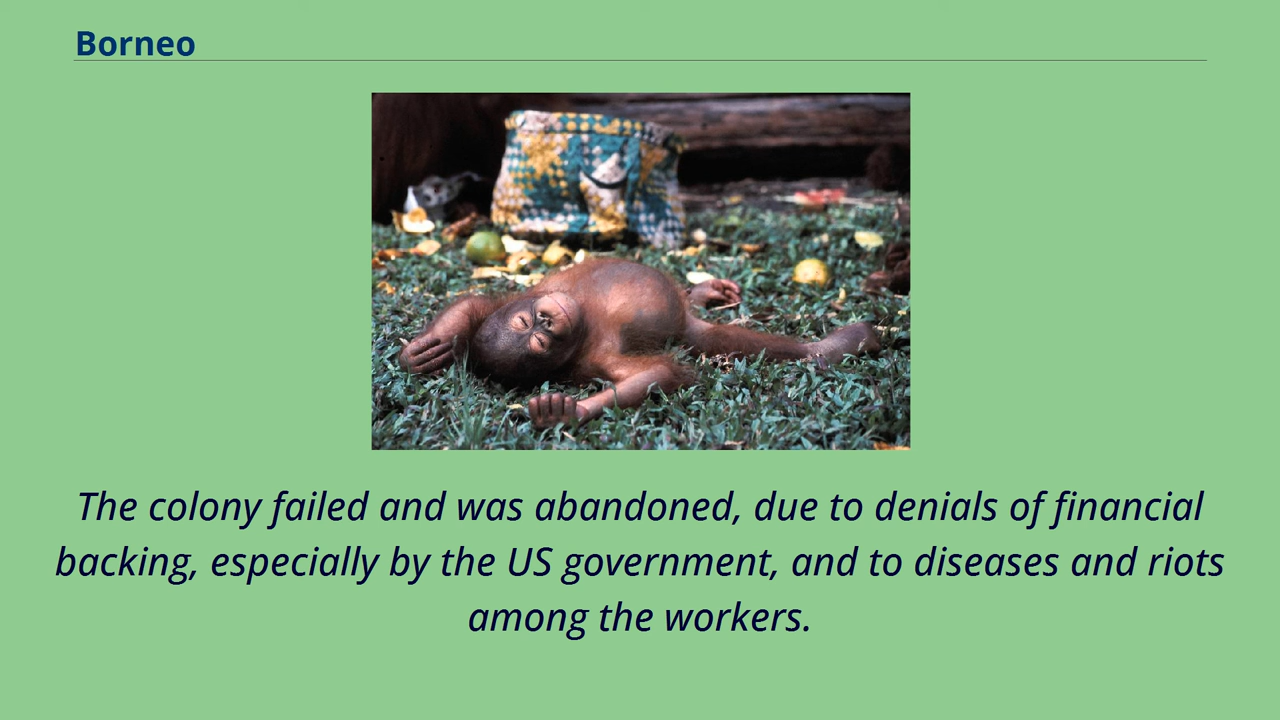 Borneo
The colony failed and was abandoned, due to denials of financial
backing, especially by the US government, and to diseases and riots
among the workers.